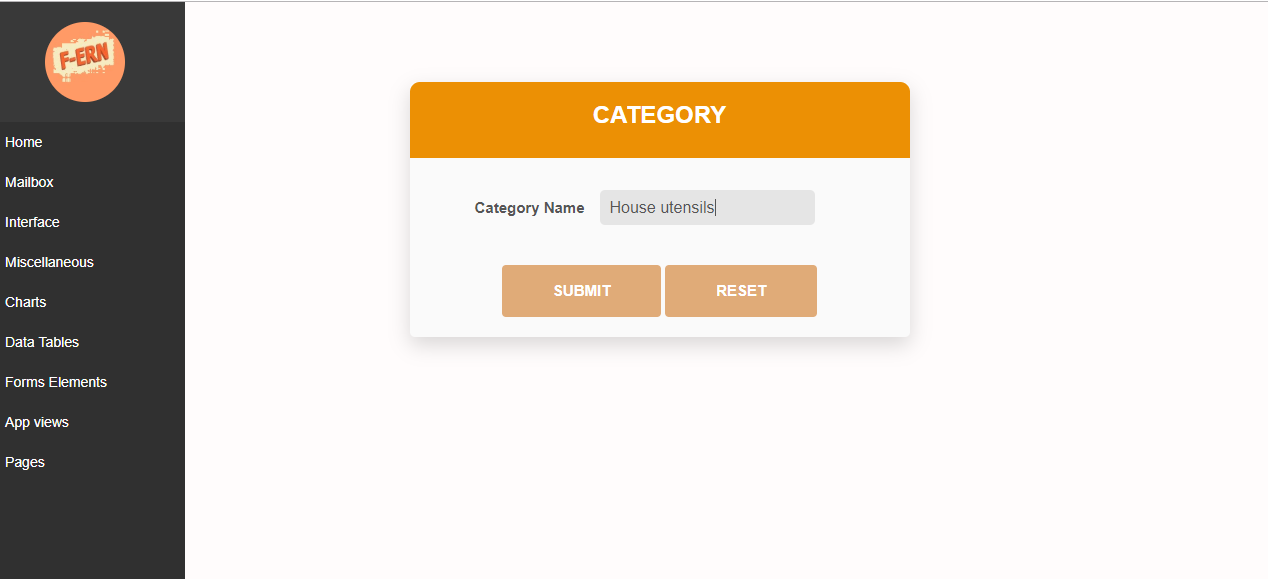 F-ERN
Home
Mailbox
Interface
Miscellaneous
Charts
Data Tables
Forms Elements
App views
Pages
CATEGORY
Category Name House utensils
SUBMIT RESET